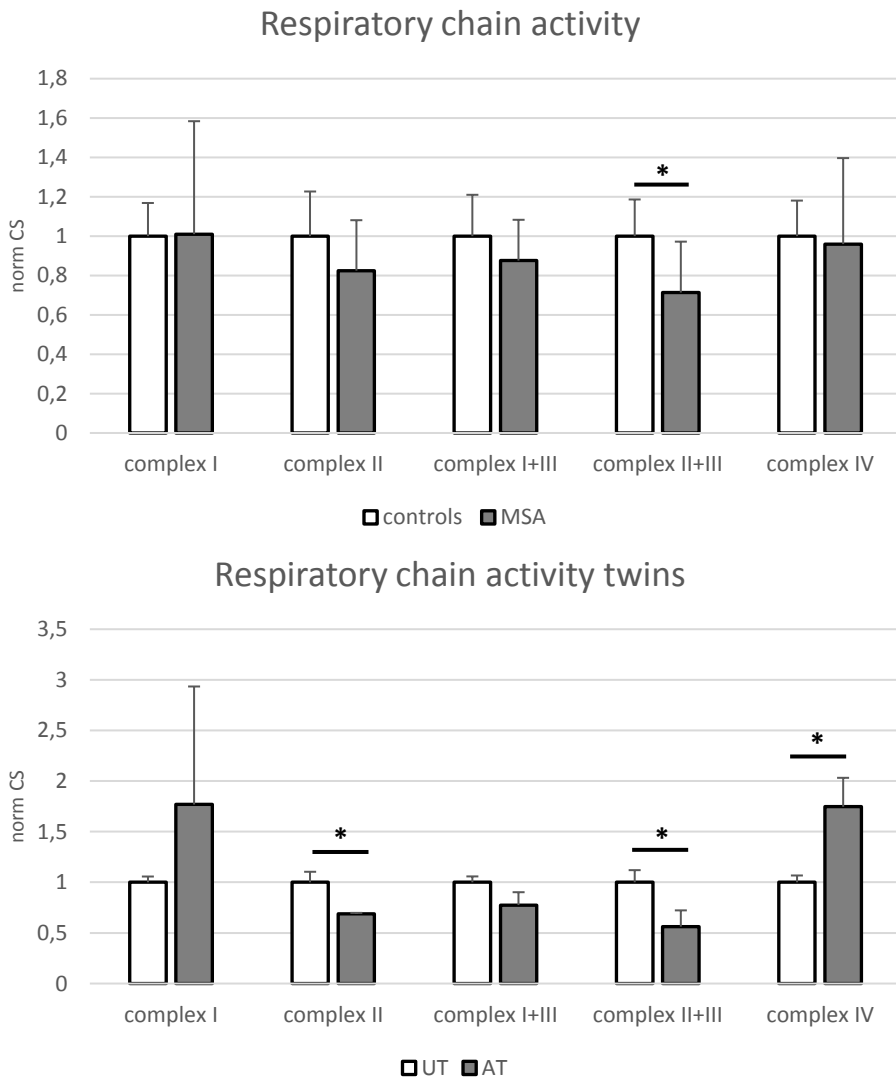 Respiratory chain activity
1,8
1,6
1,4
1,2
1
0,8
0,6
0,4
0,2
0
norm CS
*
complex I complex II complex I+III complex II+III complex IV
controls MSA
Respiratory chain activity twins
3,5
3
2,5
2
1,5
1
0,5
0
norm CS
* * *
complex I complex II complex I+III complex II+III complex IV
UT AT